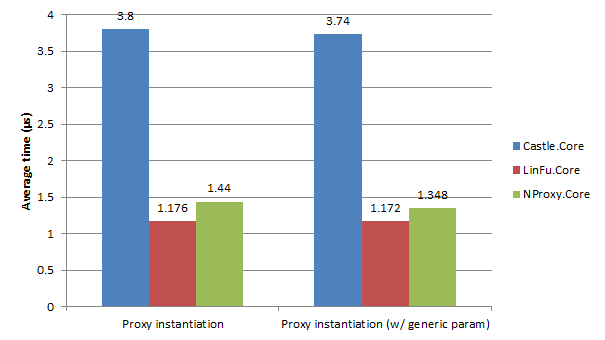 Average time (µs)
4
3.5
3
2.5
2
1.5
1
0.5
0
3.8
1.176
1.44
3.74
1.172
1.348
Proxy instantiation
Proxy instantiation (w/ generic param)
Castle.Core
LinFu.Core
NProxy.Core